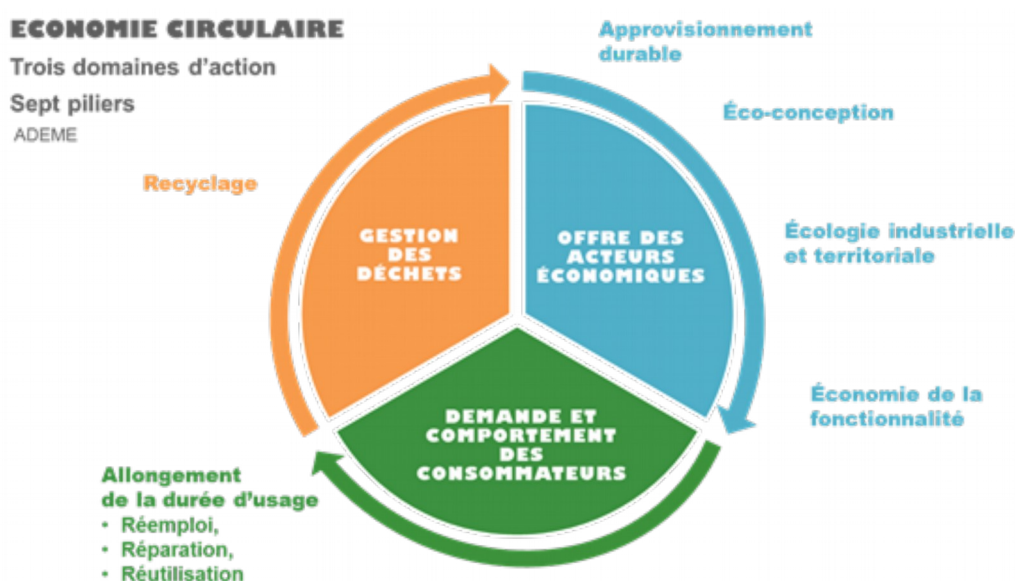 ECONOMIE CIRCULAIRE
Trois domaines d'action
Sept piliers
ADEME
Approvisionnement
durable
Éco-conception
Recyclage
Écologie industrielle
et territoriale
GESTION
DES
DÉCHETS
OFFRE DES
ACTEURS
ÉCONOMIQUES
Économie de la
fonctionnalité
DEMANDE ET
COMPORTEMENT
DES
CONSOMMATEURS
Allongement
de la durée d'usage
• Réemploi,
• Réparation,
• Réutilisation